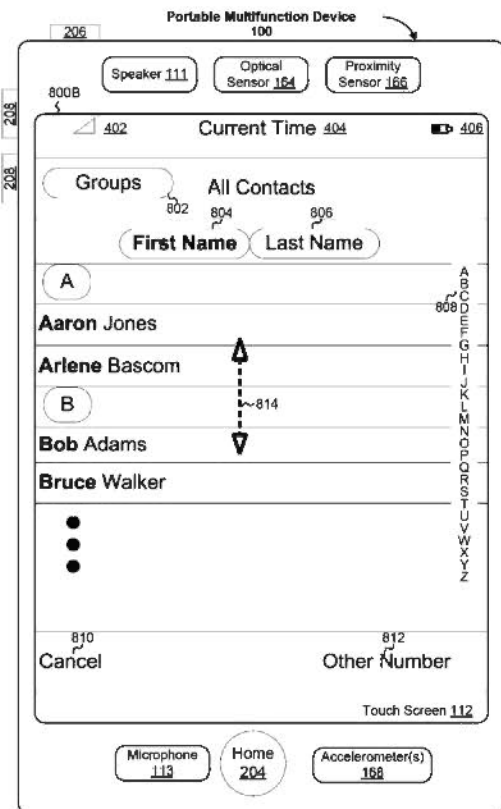 Portable Multifunction Device
100
206
Speaker 111
Optical
Sensor 164
Proximity
Sensor 166
208
800B
402
Current Time 404
406
208
Groups
All Contacts
802
804
806
First Name
Last Name
A
A
B
C
D
E
F
G
H
I
J
K
L
M
N
O
P
Q
R
S
T
U
V
W
X
Y
Z
808
Aaron Jones
Arlene Bascom
B
814
Bob Adams
Bruce Walker
810
812
Cancel
Other Number
Touch Screen 112
Microphone
113
Home
204
Accelerometer(s)
168